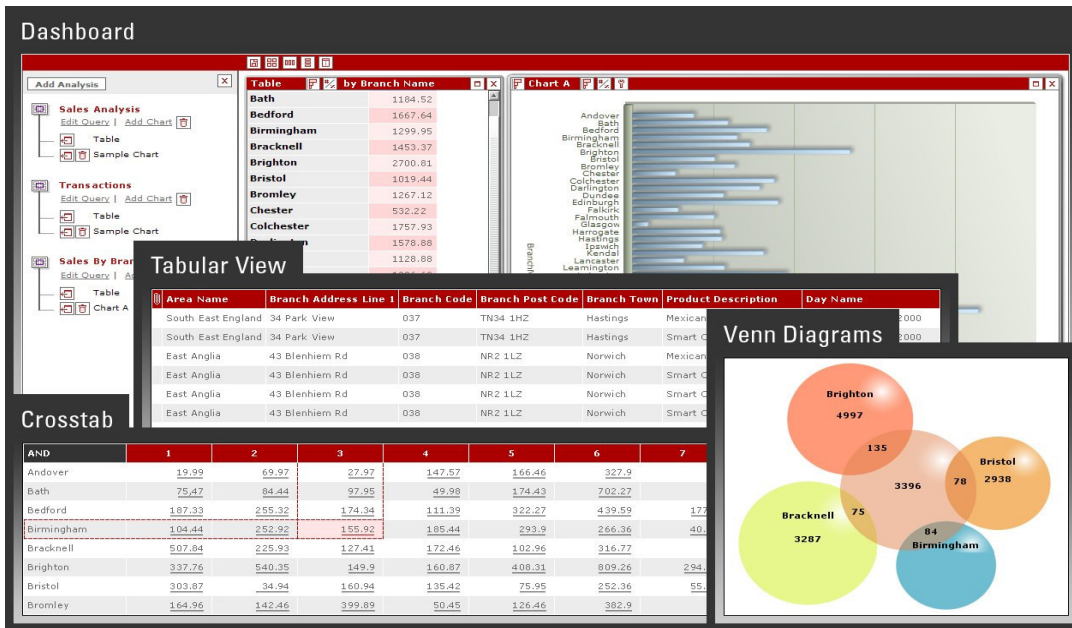 Dashboard
Add Analysis
Sales Analysis
Edit Query | Add Chart
Table
Sample Chart
Transactions
Edit Query | Add Chart
Table
Sample Chart
Sales By Bran
Edit Query | A
Table
Chart A
Table by Branch Name
Bath 1184.52
Bedford 1667.64
Birmingham 1299.95
Bracknell 1453.37
Brighton 2700.81
Bristol 1019.44
Bromley 1267.12
Chester 532.22
Colchester 1757.93
1578.88
1128.88
Chart A
Andover
Bath
Bedford
Birmingham
Bracknell
Brighton
Bristol
Bromley
Chester
Colchester
Darlington
Dundee
Edinburgh
Falkirk
Falmouth
Glasgow
Harrogate
Hastings
Ipswich
Kendal
Lancaster
Leamington
Tabular View
Area Name Branch Address Line 1 Branch Code Branch Post Code Branch Town Product Description Day Name
South East England 34 Park View 037 TN34 1HZ Hastings Mexican 2000
South East England 34 Park View 037 TN34 1HZ Hastings Smart C 2000
East Anglia 43 Blenhiem Rd 038 NR2 1LZ Norwich Mexican
East Anglia 43 Blenhiem Rd 038 NR2 1LZ Norwich Smart C
East Anglia 43 Blenhiem Rd 038 NR2 1LZ Norwich Smart C
East Anglia 43 Blenhiem Rd 038 NR2 1LZ Norwich Smart C
Crosstab
AND 1 2 3 4 5 6 7
Andover 19.99 69.97 27.97 147.57 166.46 327.9
Bath 75.47 84.44 97.95 49.98 174.43 702.27
Bedford 187.33 255.32 174.34 111.39 322.27 439.59 177
Birmingham 104.44 252.92 155.92 185.44 293.9 266.36 40.
Bracknell 507.84 225.93 127.41 172.46 102.96 316.77
Brighton 337.76 540.35 149.9 160.87 408.31 809.26 294.
Bristol 303.87 34.94 160.94 135.42 75.95 252.36 55.
Bromley 164.96 142.46 399.89 50.45 126.46 382.9
Venn Diagrams
Brighton
4997
135
Bristol
2938
78
3396
Bracknell
75
3287
84
Birmingham